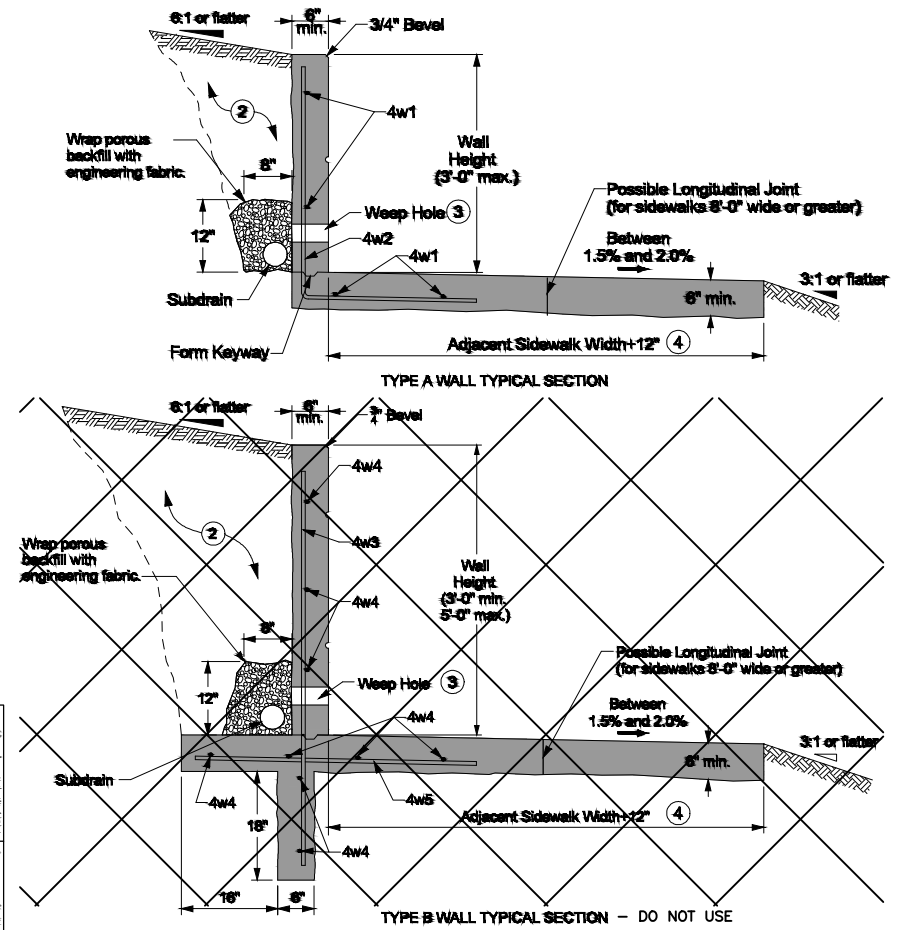 6:1 or flatter
6"
min.
3/4" Bevel
2
4w1
Wrap porous
backfill with
engineering fabric.
8"
Wall
Height
(3'-0" max.)
Possible Longitudinal Joint
(for sidewalks 8'-0" wide or greater)
12"
Weep Hole 3
4w2
4w1
Between
1.5% and 2.0%
3:1 or flatter
Subdrain
6" min.
Form Keyway
Adjacent Sidewalk Width+12" 4
TYPE A WALL TYPICAL SECTION
6:1 or flatter
6"
min.
3/4" Bevel
4w4
2
4w3
Wrap porous
backfill with
engineering fabric.
Wall
Height
(3'-0" min.
5'-0" max.)
4w4
8"
Possible Longitudinal Joint
(for sidewalks 8'-0" wide or greater)
12"
Weep Hole 3
4w4
Between
1.5% and 2.0%
3:1 or flatter
6" min.
Subdrain
4w4
4w5
18"
Adjacent Sidewalk Width+12" 4
4w4
16"
6"
TYPE B WALL TYPICAL SECTION - DO NOT USE